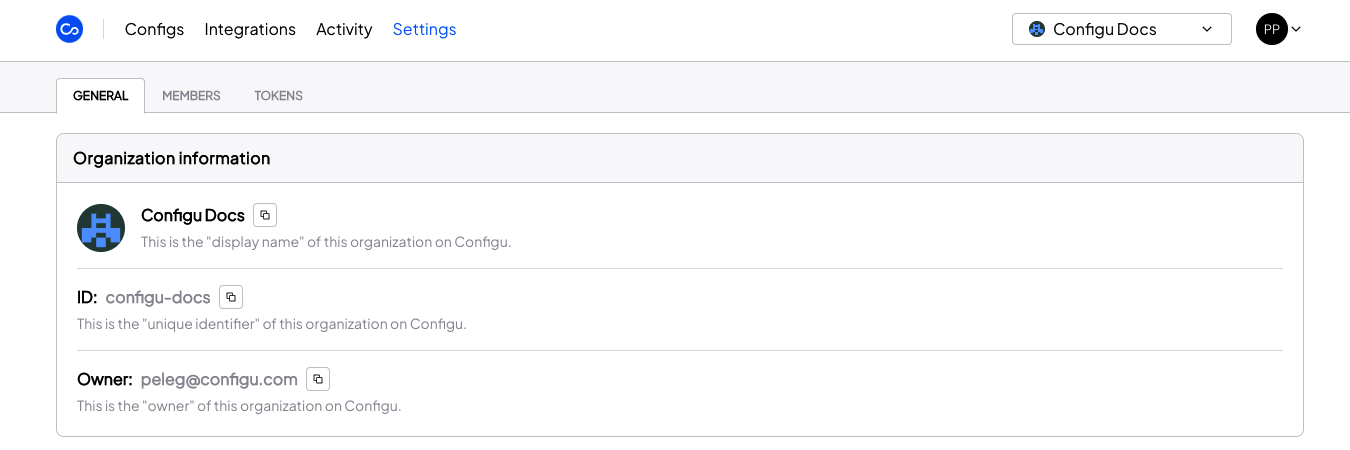 Configs Integrations Activity Settings Configu Docs PP
GENERAL MEMBERS TOKENS
Organization information
Configu Docs
This is the "display name" of this organization on Configu.
ID: configu-docs
This is the "unique identifier" of this organization on Configu.
Owner: peleg@configu.com
This is the "owner" of this organization on Configu.